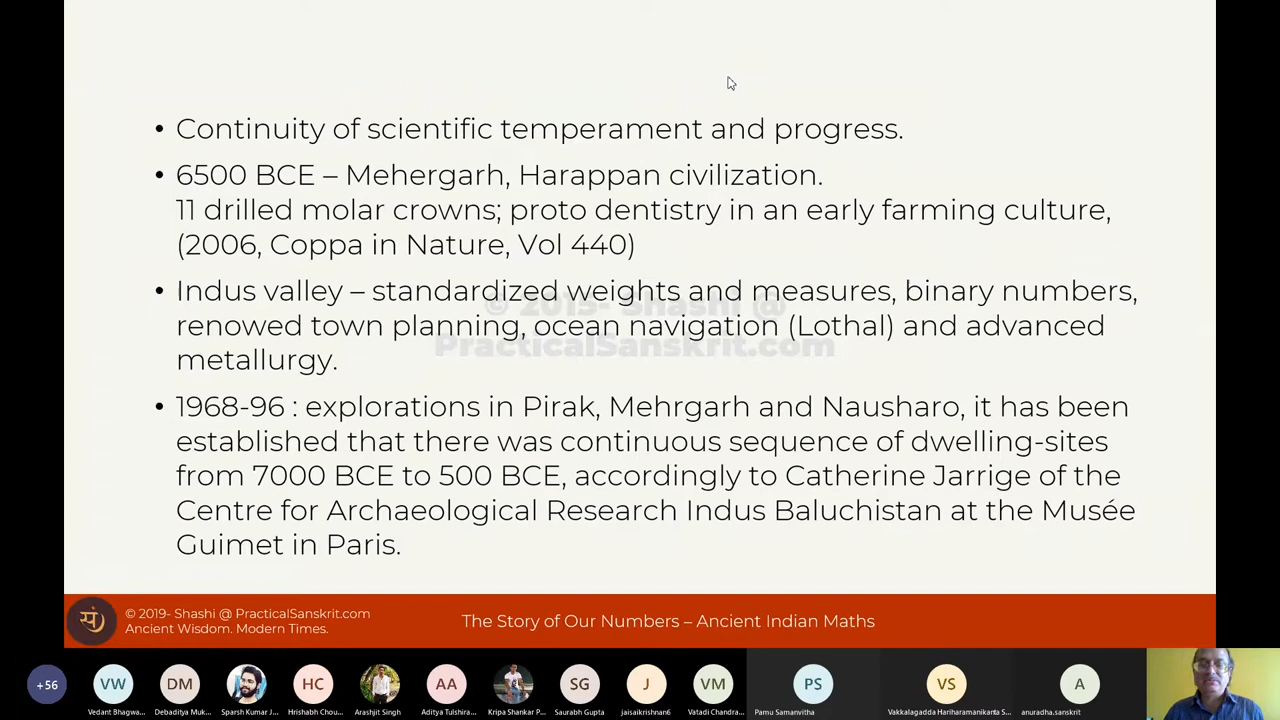 • Continuity of scientific temperament and progress.
• 6500 BCE – Mehergarh, Harappan civilization.
11 drilled molar crowns; proto dentistry in an early farming culture,
(2006, Coppa in Nature, Vol 440)
• Indus valley – standardized weights and measures, binary numbers,
renowed town planning, ocean navigation (Lothal) and advanced
metallurgy.
© 2019- Shashi @
PracticalSanskrit.com
• 1968-96 : explorations in Pirak, Mehrgarh and Nausharo, it has been
established that there was continuous sequence of dwelling-sites
from 7000 BCE to 500 BCE, accordingly to Catherine Jarrige of the
Centre for Archaeological Research Indus Baluchistan at the Musée
Guimet in Paris.
सं
© 2019- Shashi @ PracticalSanskrit.com
Ancient Wisdom. Modern Times.
The Story of Our Numbers – Ancient Indian Maths
+56 VW DM HC AA SG J VM PS VS A
Vedant Bhagwa... Debaditya Muk... Sparsh Kumar J... Hrishabh Chou... Arashjit Singh Aditya Tulshira... Kripa Shankar P... Saurabh Gupta jaisaikrishnan6 Vatadi Chandra... Pamu Samanvitha Vakkalagadda Hariharamanikanta S... anuradha.sanskrit